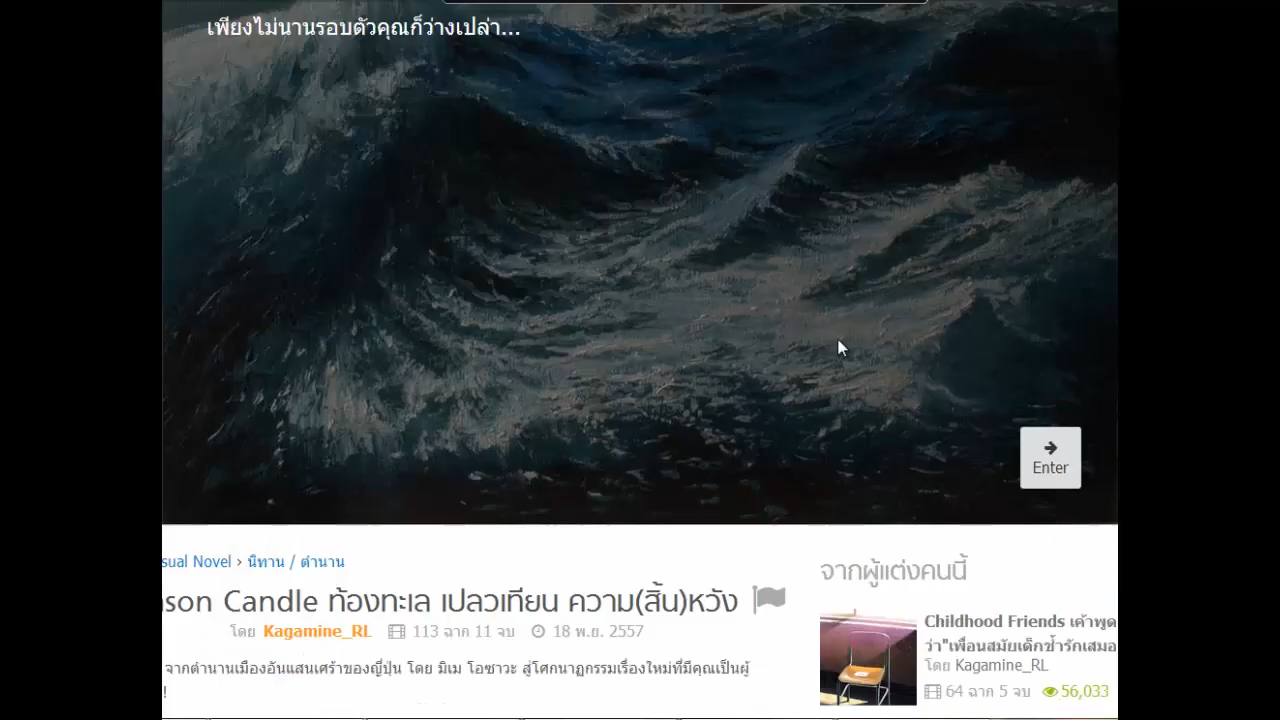 เพียงไม่นานรอบตัวคุณก็ว่างเปล่า...
Enter
sual Novel › นิทาน / ตำนาน
son Candle ท้องทะเล เปลวเทียน ความ(สิ้น)หวัง
โดย Kagamine_RL 113 ฉาก 11 จบ 18 พ.ย. 2557
จากตำนานเมืองอันแสนเศร้าของญี่ปุ่น โดย มิเม โอซาวะ สู่โศกนาฏกรรมเรื่องใหม่ที่มีคุณเป็นผู้
!
จากผู้แต่งคนนี้
Childhood Friends เค้าพูด
ว่า"เพื่อนสมัยเด็กซ้ำรักเสมอ
โดย Kagamine_RL
64 ฉาก 5 จบ 56,033